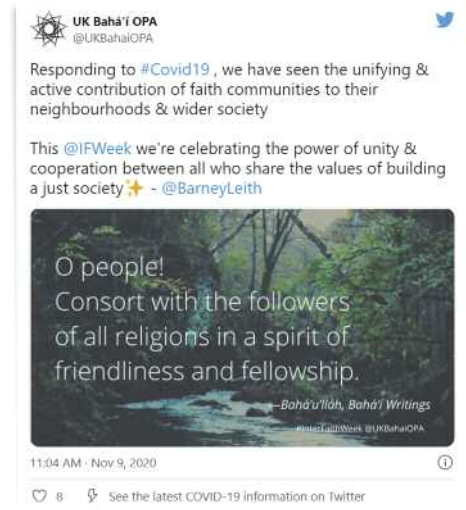 UK Bahá'í OPA
@UKBahaiOPA
Responding to #Covid19 , we have seen the unifying &
active contribution of faith communities to their
neighbourhoods & wider society
This @IFWeek we're celebrating the power of unity &
cooperation between all who share the values of building
a just society✨ - @BarneyLeith
O people!
Consort with the followers
of all religions in a spirit of
friendliness and fellowship.
—Bahá'u'lláh, Bahá'í Writings
#InterFaithWeek @UKBahaiOPA
11:04 AM · Nov 9, 2020
8 See the latest COVID-19 information on Twitter